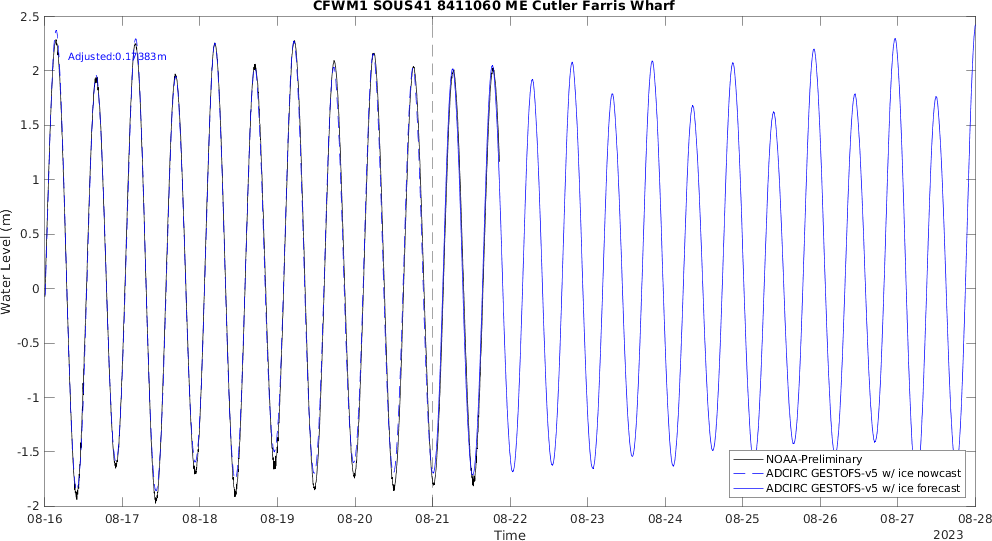 CFWM1 SOUS41 8411060 ME Cutler Farris Wharf
Adjusted:0.17383m
2.5
2
1.5
1
0.5
0
-0.5
-1
-1.5
-2
Water Level (m)
NOAA-Preliminary
ADCIRC GESTOFS-v5 w/ ice nowcast
ADCIRC GESTOFS-v5 w/ ice forecast
08-16 08-17 08-18 08-19 08-20 08-21 08-22 08-23 08-24 08-25 08-26 08-27 08-28
Time
2023